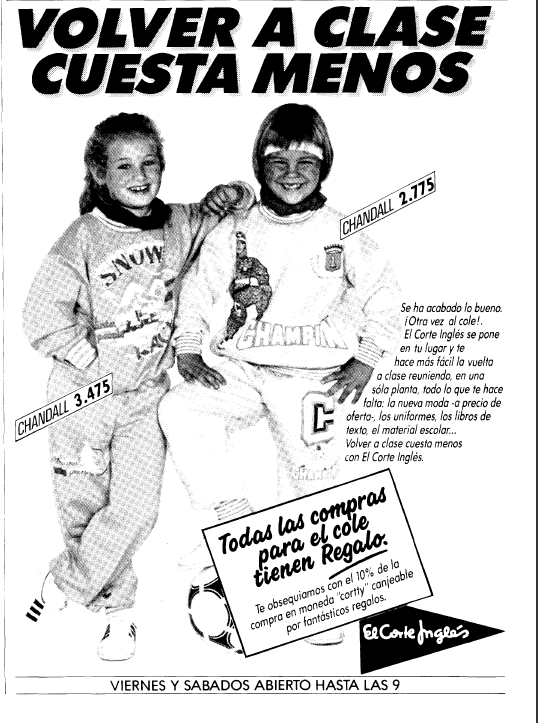 VOLVER A CLASE
CUESTA MENOS
CHANDALL 2.775
SNOW
CHAMPIN
Se ha acabado lo bueno.
¡Otra vez al cole!.
El Corte Inglés se pone
en tu lugar y te
hace más fácil la vuelta
a clase reuniendo, en una
sóla planta, todo lo que te hace
falta: la nueva moda -a precio de
oferta-, los uniformes, los libros de
texto, el material escolar...
Volver a clase cuesta menos
con El Corte Inglés.
CHANDALL 3.475
C
Todas las compras
para el cole
tienen Regalo.
Te obsequiamos con el 10% de la
compra en moneda "cortty" canjeable
por fantásticos regalos.
El Corte Inglés
VIERNES Y SABADOS ABIERTO HASTA LAS 9